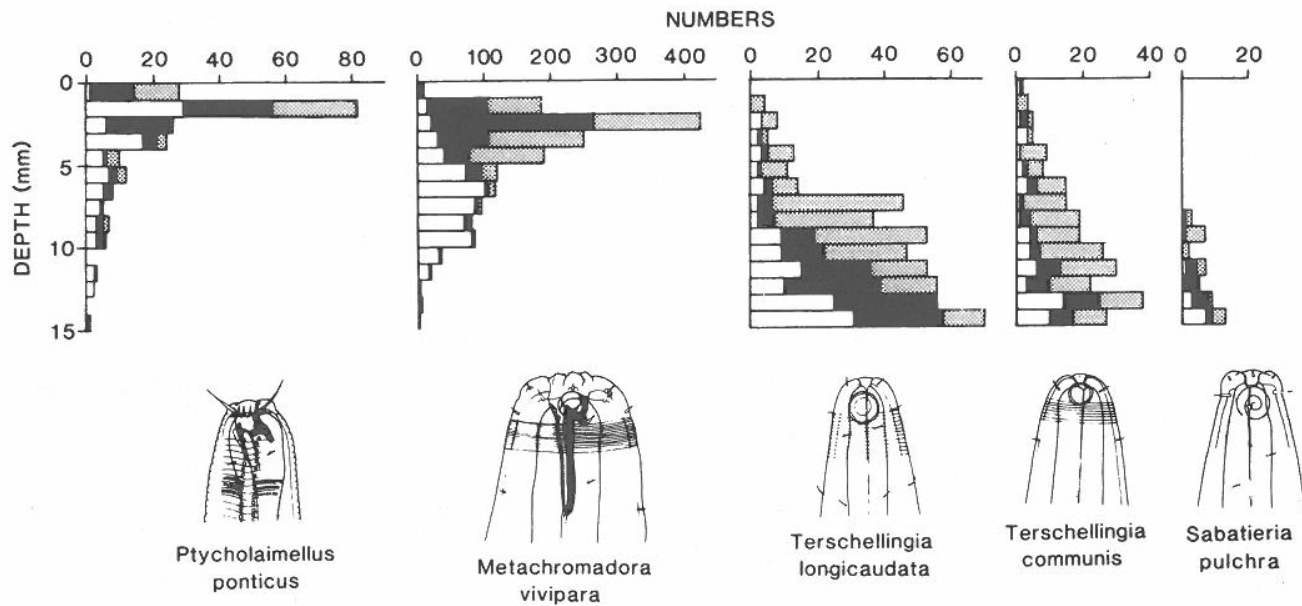 NUMBERS
0 20 40 60 80
0 100 200 300 400
0 20 40 60
0 20 40
0 20
DEPTH (mm)
0
5
10
15
Ptycholaimellus
ponticus
Metachromadora
vivipara
Terschellingia
longicaudata
Terschellingia
communis
Sabatieria
pulchra